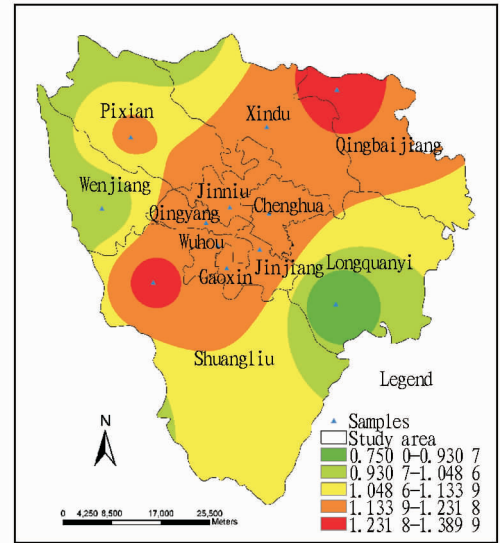 Pixian
Xindu
Qingbaijiang
Wenjiang
Jinniu
Qingyang
Chenghua
Wuhou
Gaoxin
Jinjiang
Longquanyi
Shuangliu
Legend
N
Samples
Study area
0.750 0-0.930 7
0.930 7-1.048 6
1.048 6-1.133 9
1.133 9-1.231 8
1.231 8-1.389 9
0 4,250 8,500 17,000 25,500
Meters